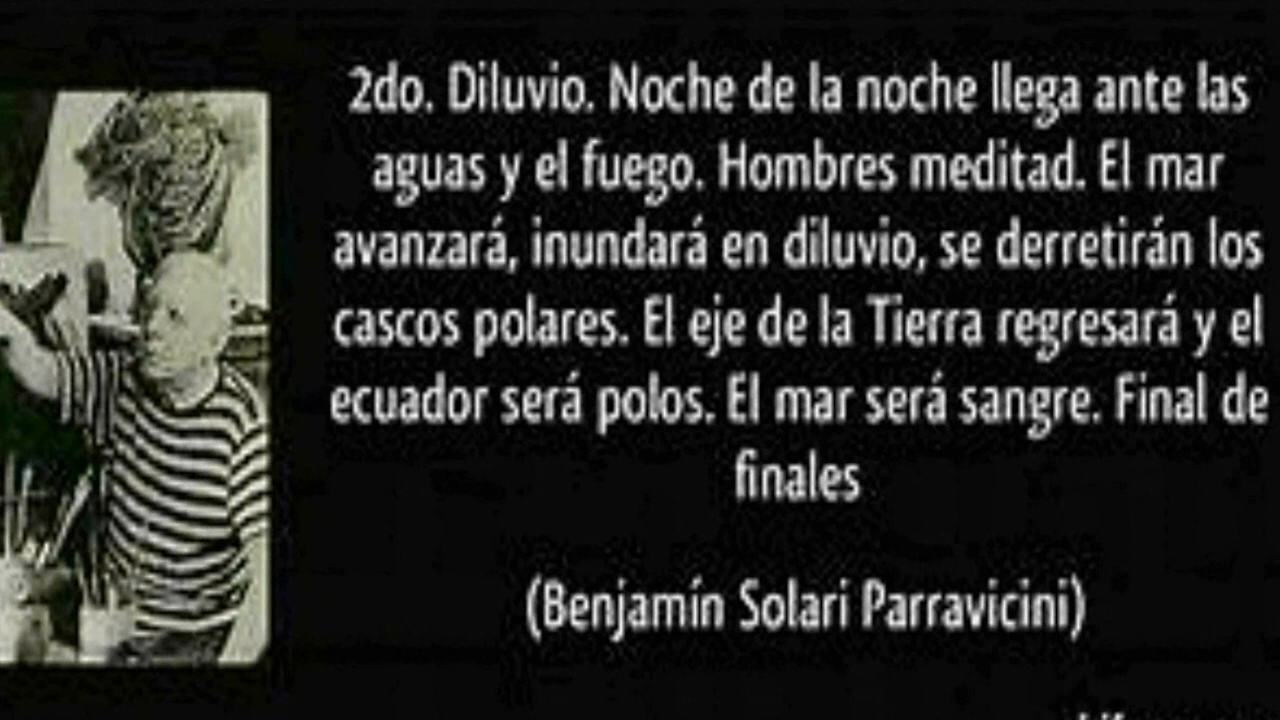 2do. Diluvio. Noche de la noche llega ante las
aguas y el fuego. Hombres meditad. El mar
avanzará, inundará en diluvio, se derretirán los
cascos polares. El eje de la Tierra regresará y el
ecuador será polos. El mar será sangre. Final de
finales
(Benjamín Solari Parravicini)